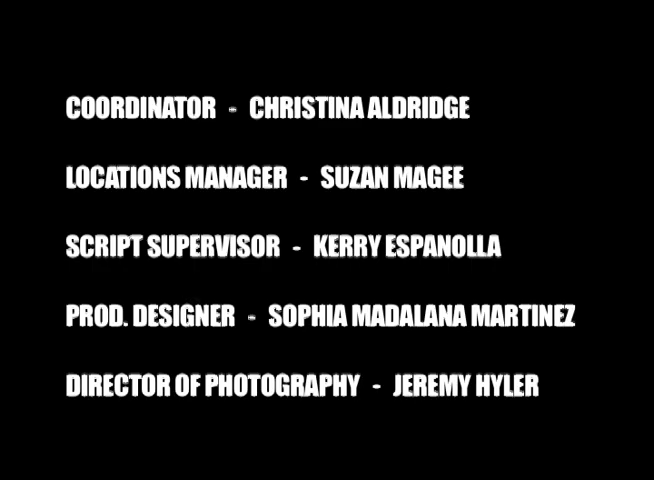 COORDINATOR - CHRISTINA ALDRIDGE
LOCATIONS MANAGER - SUZAN MAGEE
SCRIPT SUPERVISOR - KERRY ESPANOLLA
PROD. DESIGNER - SOPHIA MADALANA MARTINEZ
DIRECTOR OF PHOTOGRAPHY - JEREMY HYLER